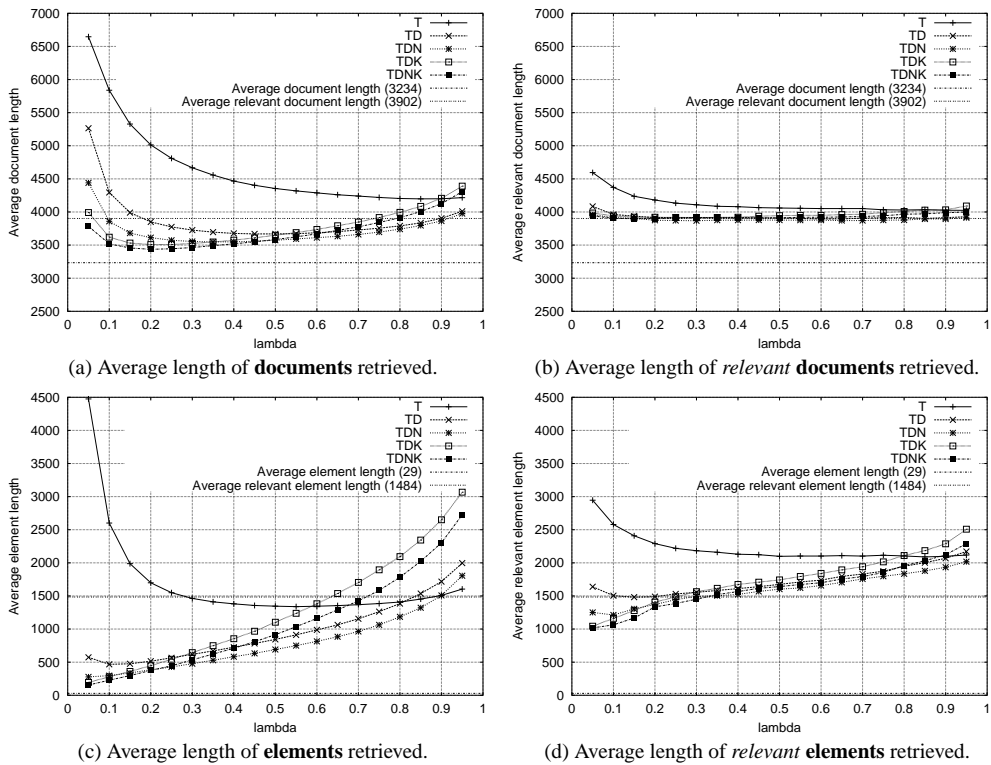 7000
6500
6000
5500
5000
4500
4000
3500
3000
2500
Average document length
T
TD
TDN
TDK
TDNK
Average document length (3234)
Average relevant document length (3902)
0 0.1 0.2 0.3 0.4 0.5 0.6 0.7 0.8 0.9 1
lambda
(a) Average length of documents retrieved.
7000
6500
6000
5500
5000
4500
4000
3500
3000
2500
Average relevant document length
T
TD
TDN
TDK
TDNK
Average document length (3234)
Average relevant document length (3902)
0 0.1 0.2 0.3 0.4 0.5 0.6 0.7 0.8 0.9 1
lambda
(b) Average length of relevant documents retrieved.
4500
4000
3500
3000
2500
2000
1500
1000
500
0
Average element length
T
TD
TDN
TDK
TDNK
Average element length (29)
Average relevant element length (1484)
0 0.1 0.2 0.3 0.4 0.5 0.6 0.7 0.8 0.9 1
lambda
(c) Average length of elements retrieved.
4500
4000
3500
3000
2500
2000
1500
1000
500
0
Average relevant element length
T
TD
TDN
TDK
TDNK
Average element length (29)
Average relevant element length (1484)
0 0.1 0.2 0.3 0.4 0.5 0.6 0.7 0.8 0.9 1
lambda
(d) Average length of relevant elements retrieved.